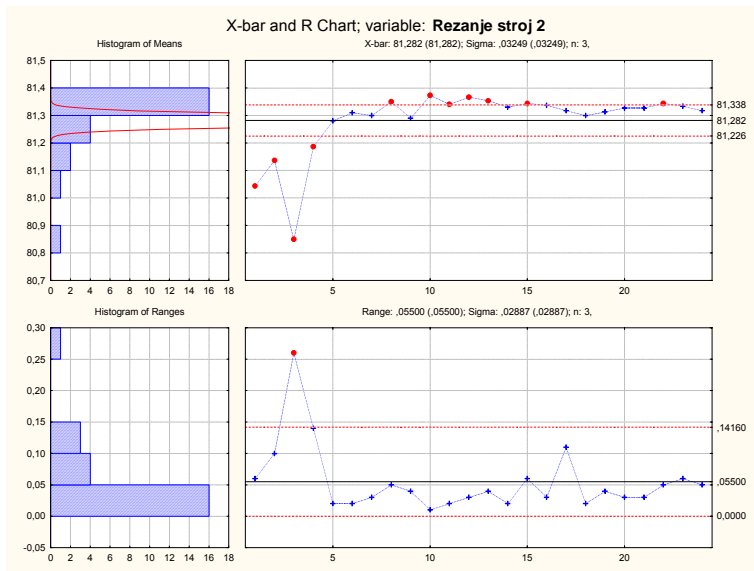 X-bar and R Chart; variable: Rezanje stroj 2
Histogram of Means
X-bar: 81,282 (81,282); Sigma: ,03249 (,03249); n: 3,
81,5
81,4
81,3
81,2
81,1
81,0
80,9
80,8
80,7
0 2 4 6 8 10 12 14 16 18
81,338
81,282
81,226
5 10 15 20
Histogram of Ranges
Range: ,05500 (,05500); Sigma: ,02887 (,02887); n: 3,
0,30
0,25
0,20
0,15
0,10
0,05
0,00
-0,05
0 2 4 6 8 10 12 14 16 18
,14160
,05500
0,0000
5 10 15 20